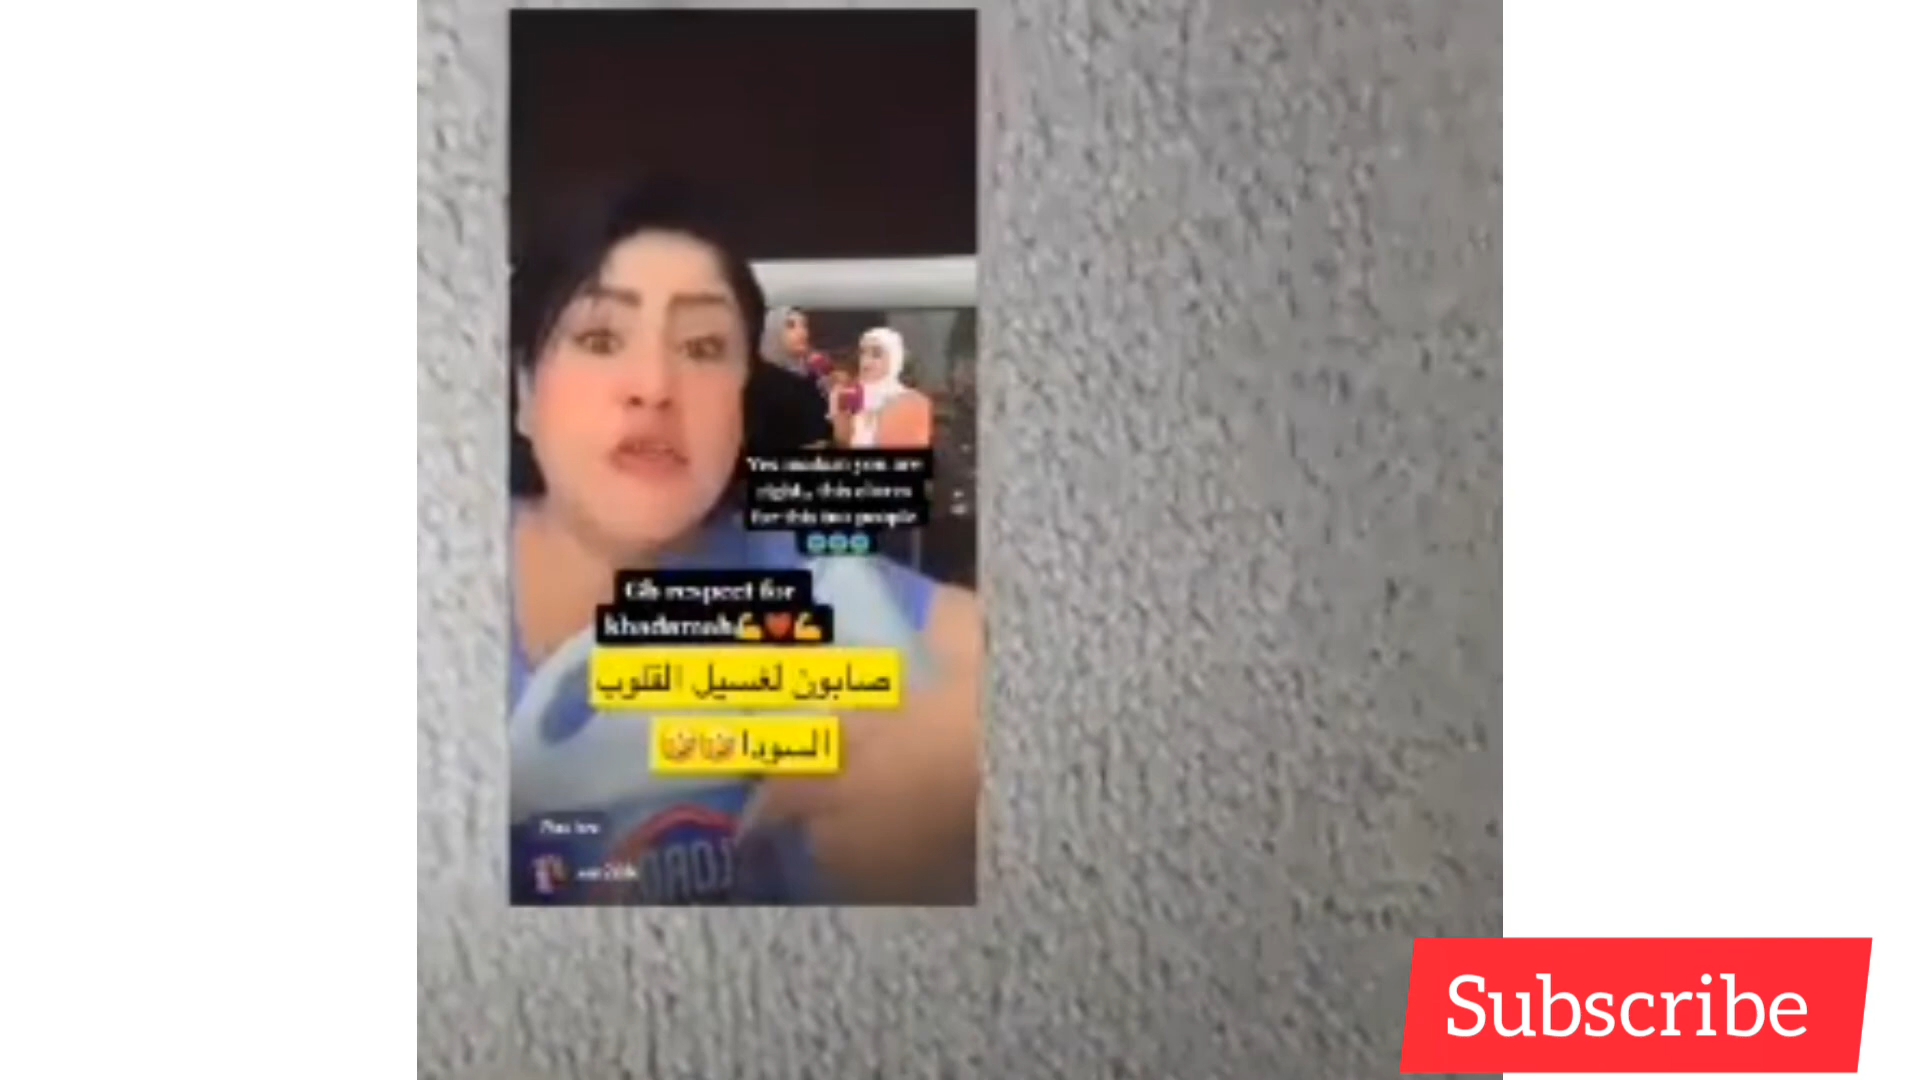 Yes madam you are
right, this clorox
for this two people
Gb respect for
khadamah💪❤️💪
صابون لغسيل القلوب
السودا
Subscribe